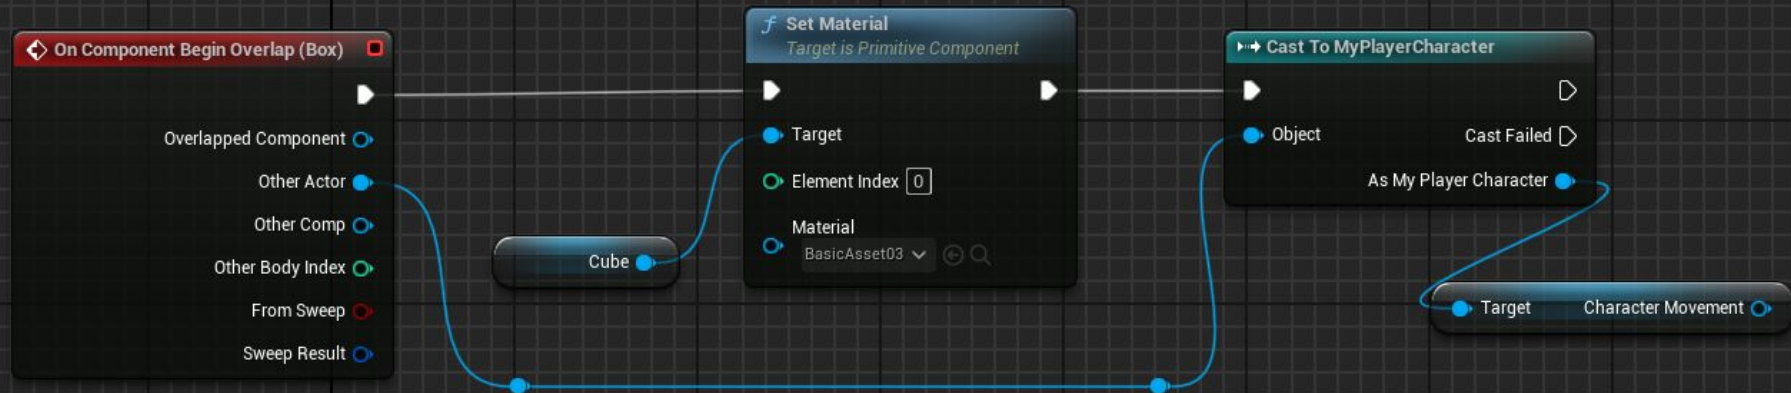 On Component Begin Overlap (Box)
Overlapped Component
Other Actor
Other Comp
Other Body Index
From Sweep
Sweep Result
Cube
f Set Material
Target is Primitive Component
Target
Element Index 0
Material
BasicAsset03
Cast To MyPlayerCharacter
Object
Cast Failed
As My Player Character
Target Character Movement